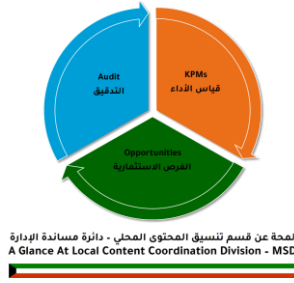 Audit
التدقيق
KPMs
قياس الأداء
Opportunities
الفرص الاستثمارية
لمحة عن قسم تنسيق المحتوى المحلي - دائرة مساندة الإدارة
A Glance At Local Content Coordination Division - MSD